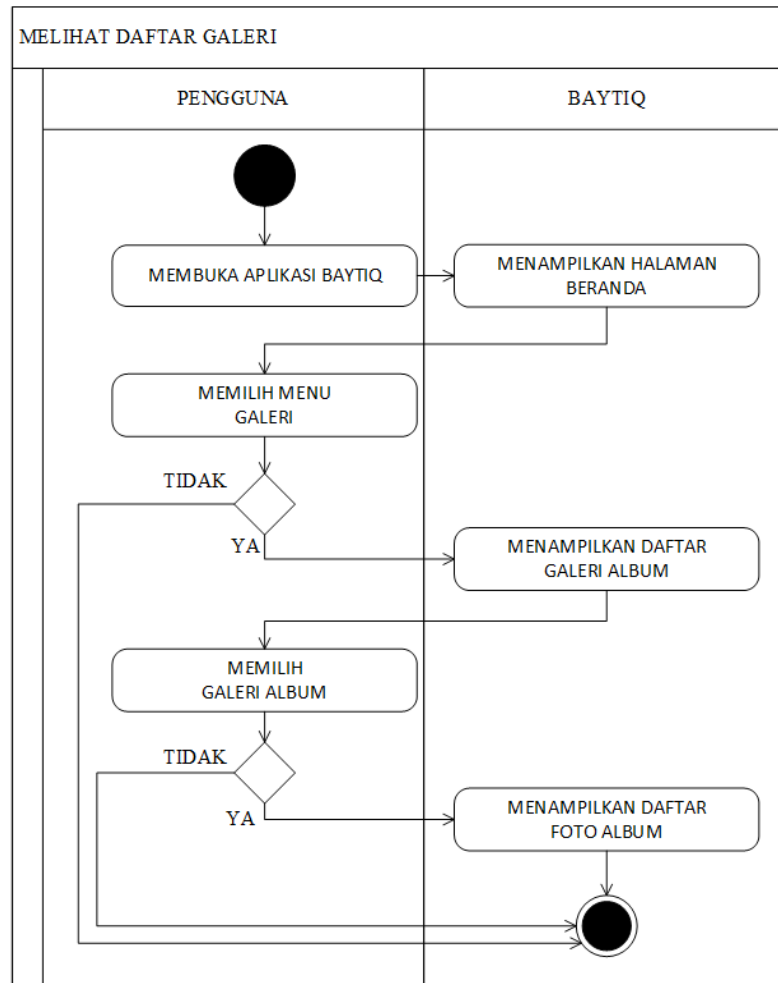 MELIHAT DAFTAR GALERI
PENGGUNA
BAYTIQ
MEMBUKA APLIKASI BAYTIQ
MENAMPILKAN HALAMAN
BERANDA
MEMILIH MENU
GALERI
TIDAK
YA
MENAMPILKAN DAFTAR
GALERI ALBUM
MEMILIH
GALERI ALBUM
TIDAK
YA
MENAMPILKAN DAFTAR
FOTO ALBUM